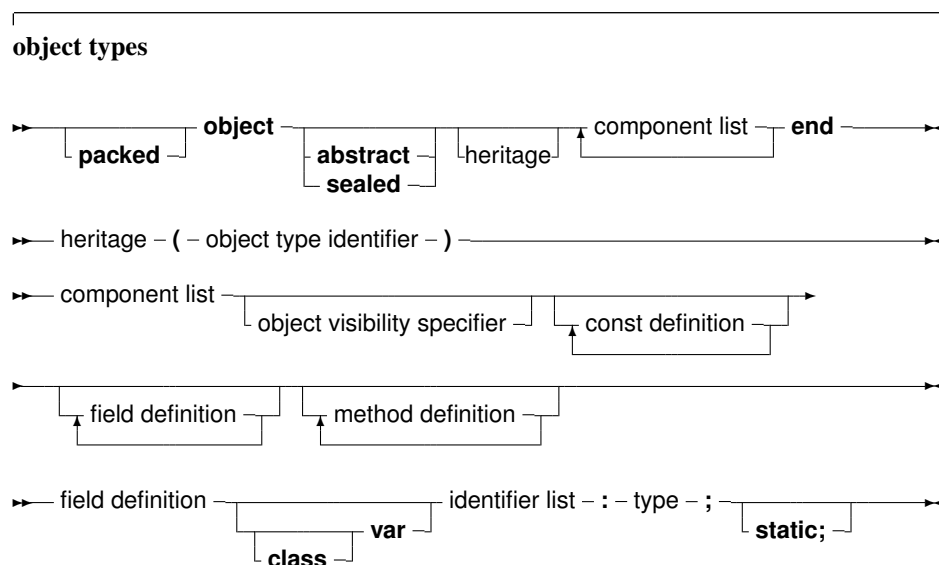 object types
packed object abstract heritage component list end
sealed
heritage ( object type identifier )
component list object visibility specifier const definition
field definition method definition
field definition class var identifier list : type ; static;